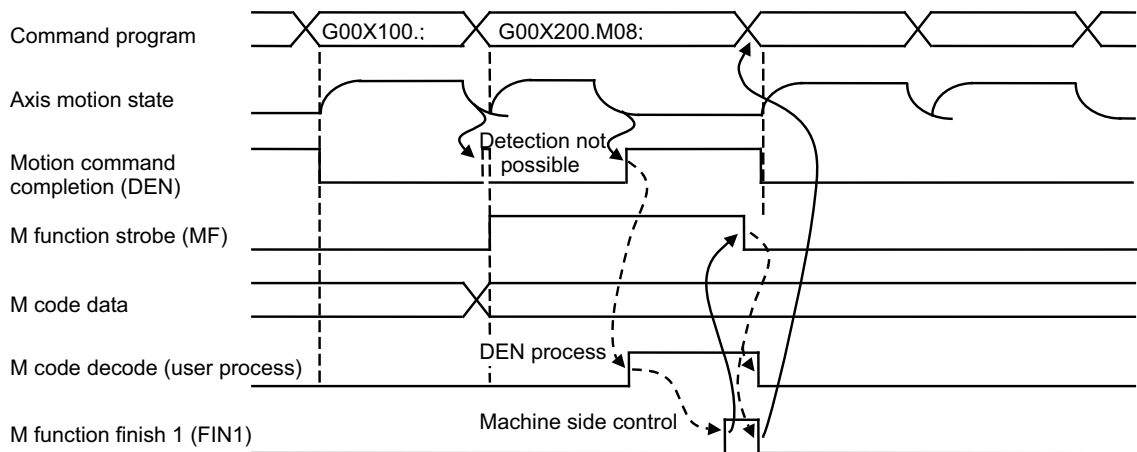 Command program
G00X100.;
G00X200.M08;
Axis motion state
Detection not
possible
Motion command
completion (DEN)
M function strobe (MF)
M code data
DEN process
M code decode (user process)
Machine side control
M function finish 1 (FIN1)